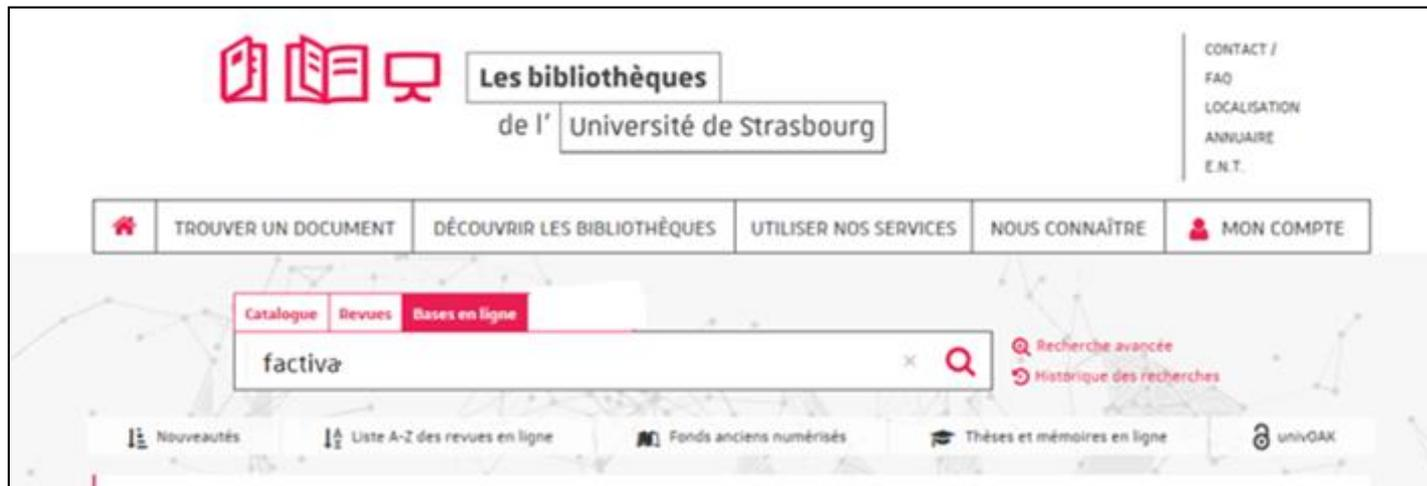 Les bibliothèques
de l' Université de Strasbourg
CONTACT /
FAQ
LOCALISATION
ANNUAIRE
E.N.T.
TROUVER UN DOCUMENT DÉCOUVRIR LES BIBLIOTHÈQUES UTILISER NOS SERVICES NOUS CONNAÎTRE MON COMPTE
Catalogue Revues Bases en ligne
factiva
Recherche avancée
Historique des recherches
Nouveautés Liste A-Z des revues en ligne Fonds anciens numérisés Thèses et mémoires en ligne univOAK